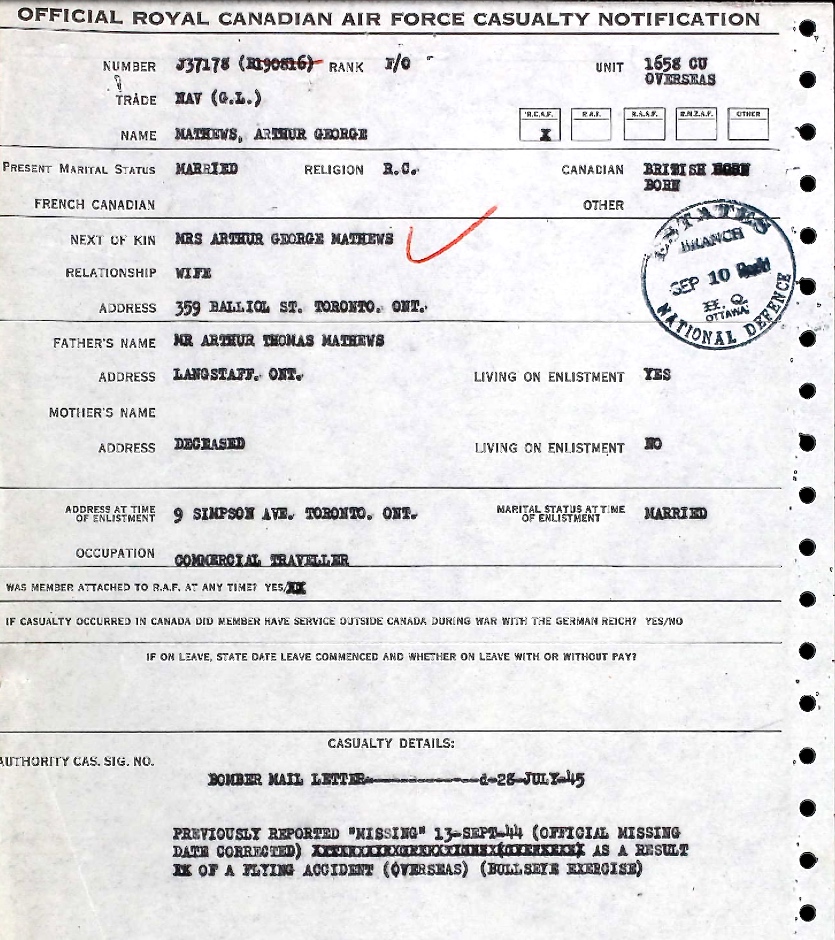 OFFICIAL ROYAL CANADIAN AIR FORCE CASUALTY NOTIFICATION
NUMBER J37178 (R190816) RANK F/O UNIT 1658 CU
OVERSEAS
TRADE NAV (G.L.)
R.C.A.F. R.A.F. R.A.A.F. R.N.Z.A.F. OTHER
NAME MATHEWS, ARTHUR GEORGE X
PRESENT MARITAL STATUS MARRIED RELIGION R.C. CANADIAN BRITISH
BORN
FRENCH CANADIAN OTHER
NEXT OF KIN MRS ARTHUR GEORGE MATHEWS
RELATIONSHIP WIFE
ADDRESS 359 BALLIOL ST. TORONTO. ONT.
ESTATES
BRANCH
SEP 10
H. Q.
OTTAWA
NATIONAL DEFENCE
FATHER'S NAME MR ARTHUR THOMAS MATHEWS
ADDRESS LANGSTAFF. ONT. LIVING ON ENLISTMENT YES
MOTHER'S NAME
ADDRESS DECEASED LIVING ON ENLISTMENT NO
ADDRESS AT TIME
OF ENLISTMENT 9 SIMPSON AVE. TORONTO. ONT. MARITAL STATUS AT TIME
OF ENLISTMENT MARRIED
OCCUPATION COMMERCIAL TRAVELLER
WAS MEMBER ATTACHED TO R.A.F. AT ANY TIME? YES/
IF CASUALTY OCCURRED IN CANADA DID MEMBER HAVE SERVICE OUTSIDE CANADA DURING WAR WITH THE GERMAN REICH? YES/NO
IF ON LEAVE, STATE DATE LEAVE COMMENCED AND WHETHER ON LEAVE WITH OR WITHOUT PAY?
CASUALTY DETAILS:
AUTHORITY CAS. SIG. NO.
BOMBER MAIL LETTER-----------------d-28-JULY-45
PREVIOUSLY REPORTED "MISSING" 13-SEPT-44 (OFFICIAL MISSING
DATE CORRECTED) AS A RESULT
OF A FLYING ACCIDENT (OVERSEAS) (BULLSEYE EXERCISE)